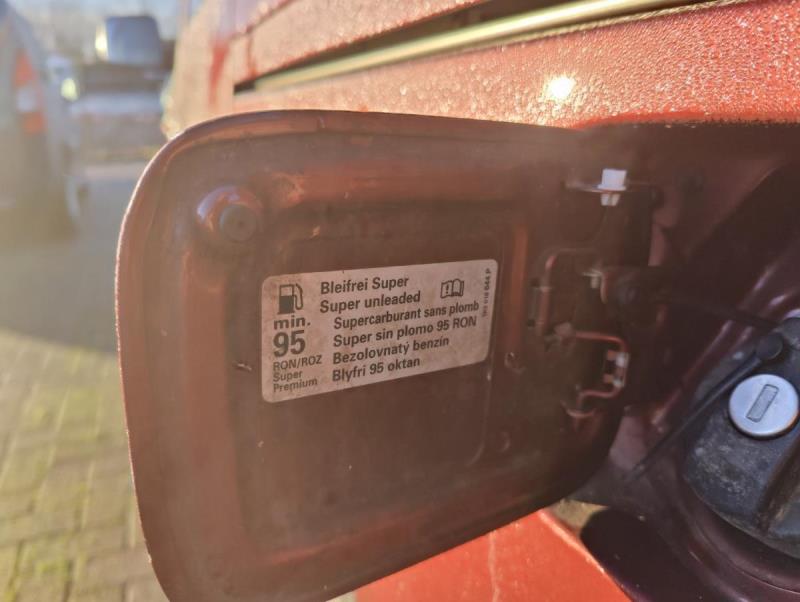 Bleifrei Super
Super unleaded
Supercarburant sans plomb
Super sin plomo 95 RON
Bezolovnatý benzín
Blyfri 95 oktan
min.
95
RON/ROZ
Super
Premium